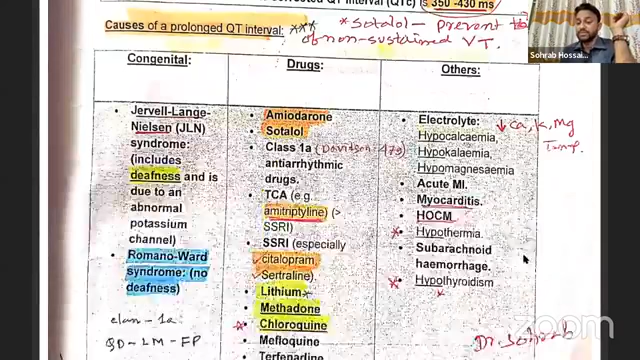 corrected QT interval (QTc) is 350 -430 ms
Causes of a prolonged QT interval: *** *Sotalol - prevent
of non-sustained VT.
Sohrab Hossai...
Congenital:
Jervell-Lange-
Nielsen (JLN)
syndrome:
(includes
deafness and is
due to an
abnormal
potassium
channel)
Romano-Ward
syndrome: (no
deafness)
class - 1a
QD-LM-FP
Drugs:
Amiodarone
Sotalol
Class 1a (Davidson - 479)
antiarrhythmic
drugs.
TCA (e.g.
amitriptyline) (>
SSRI)
SSRI (especially
citalopram,
Sertraline)
Lithium
Methadone
Chloroquine
Mefloquine
Terfenadine
Others:
Electrolyte:
Hypocalcaemia, ↓ Ca, K, Mg
Hypokalaemia, Temp.
Hypomagnesaemia
Acute MI.
Myocarditis.
HOCM
Hypothermia.
Subarachnoid
haemorrhage.
Hypothyroidism
Dr. Sohrab
LIVE